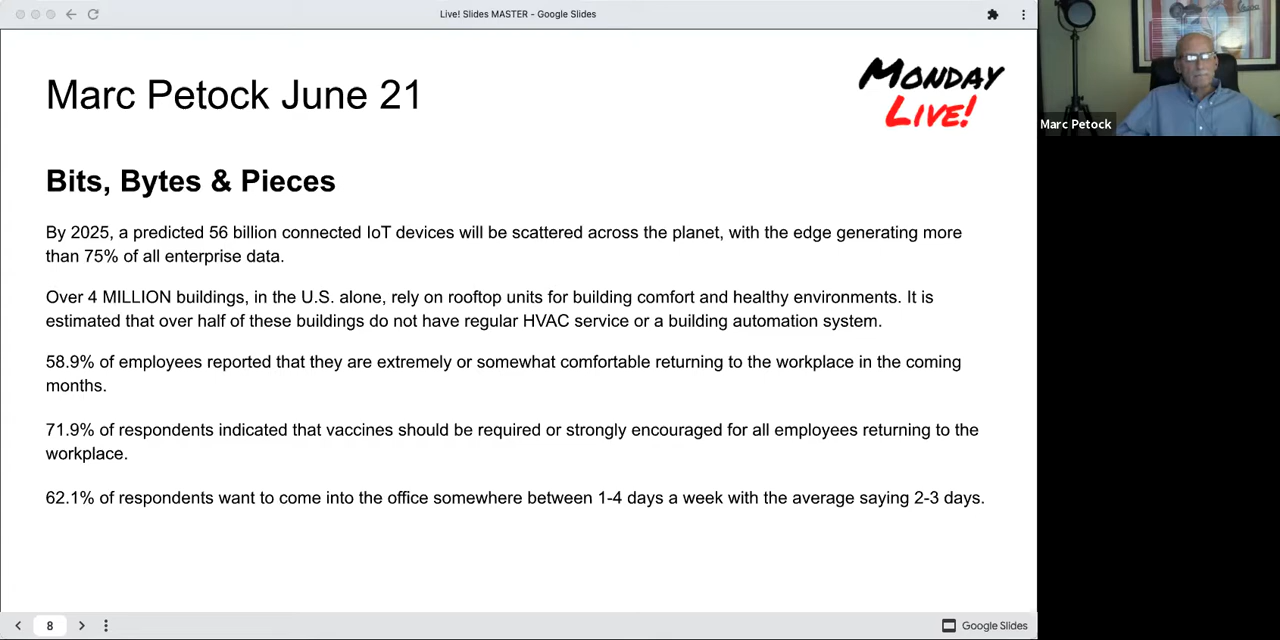 Live! Slides MASTER - Google Slides
Marc Petock June 21
MONDAY
LIVE!
Marc Petock
Bits, Bytes & Pieces
By 2025, a predicted 56 billion connected IoT devices will be scattered across the planet, with the edge generating more
than 75% of all enterprise data.
Over 4 MILLION buildings, in the U.S. alone, rely on rooftop units for building comfort and healthy environments. It is
estimated that over half of these buildings do not have regular HVAC service or a building automation system.
58.9% of employees reported that they are extremely or somewhat comfortable returning to the workplace in the coming
months.
71.9% of respondents indicated that vaccines should be required or strongly encouraged for all employees returning to the
workplace.
62.1% of respondents want to come into the office somewhere between 1-4 days a week with the average saying 2-3 days.
8
Google Slides